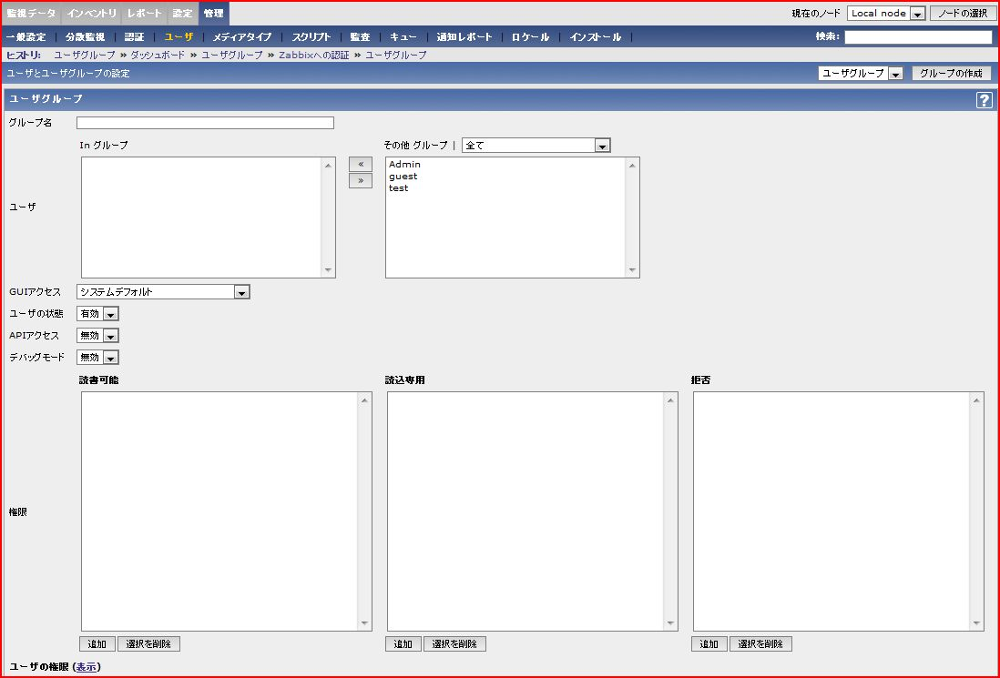 監視データ インベントリ レポート 設定 管理 現在のノード Local node ノードの選択
一般設定 | 分散監視 | 認証 | ユーザ | メディアタイプ | スクリプト | 監査 | キュー | 通知レポート | ロケール | インストール | 検索:
ヒストリ: ユーザグループ » ダッシュボード » ユーザグループ » Zabbixへの認証 » ユーザグループ
ユーザとユーザグループの設定 ユーザグループ グループの作成
ユーザグループ ?
グループ名
In グループ その他 グループ | 全て
ユーザ
« 
»
Admin
guest
test
GUIアクセス システムデフォルト
ユーザの状態 有効
APIアクセス 無効
デバッグモード 無効
読書可能 読込専用 拒否
権限
追加 選択を削除 追加 選択を削除 追加 選択を削除
ユーザの権限 (表示)